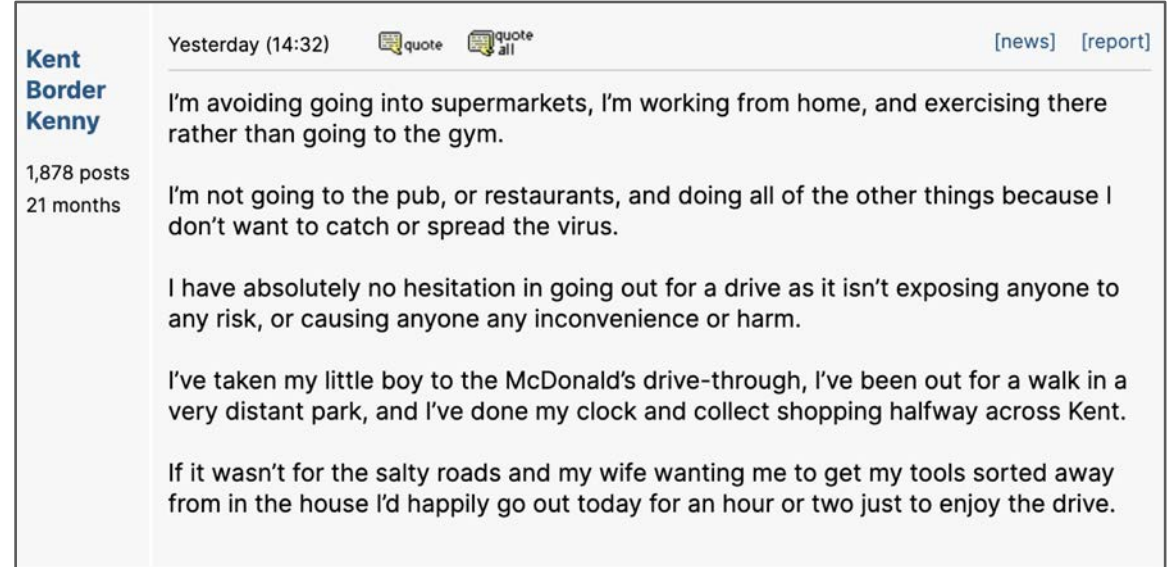 Kent
Border
Kenny
1,878 posts
21 months
Yesterday (14:32) quote quote all [news] [report]
I'm avoiding going into supermarkets, I'm working from home, and exercising there
rather than going to the gym.
I'm not going to the pub, or restaurants, and doing all of the other things because I
don't want to catch or spread the virus.
I have absolutely no hesitation in going out for a drive as it isn't exposing anyone to
any risk, or causing anyone any inconvenience or harm.
I've taken my little boy to the McDonald's drive-through, I've been out for a walk in a
very distant park, and I've done my clock and collect shopping halfway across Kent.
If it wasn't for the salty roads and my wife wanting me to get my tools sorted away
from in the house I'd happily go out today for an hour or two just to enjoy the drive.